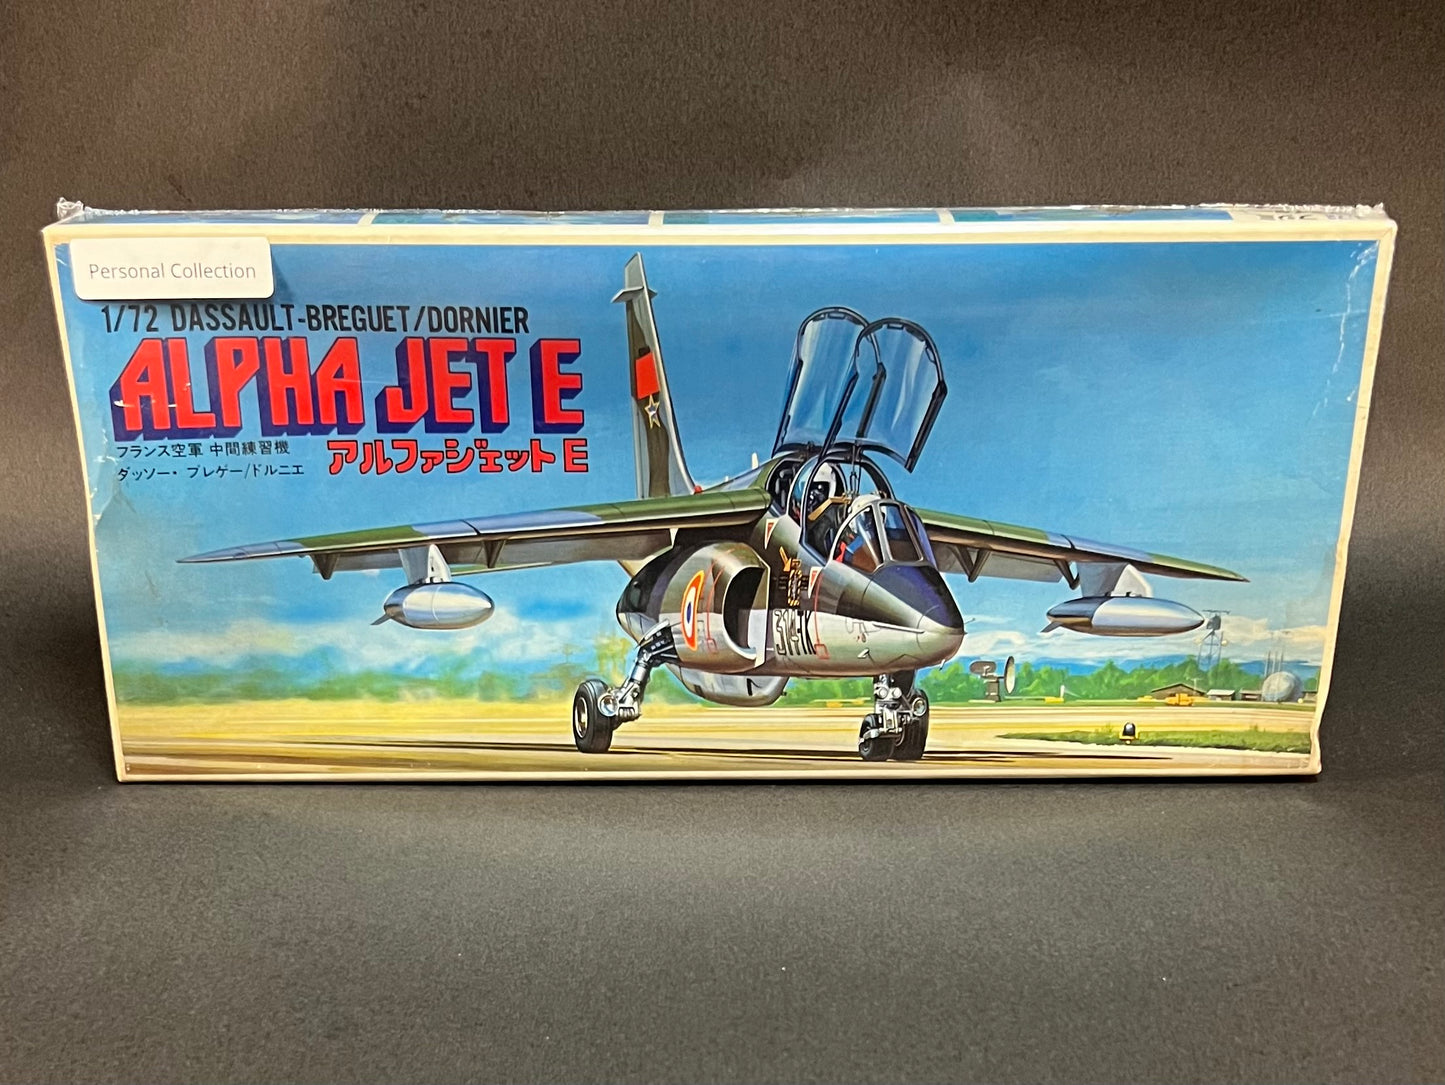 Personal Collection
1/72 DASSAULT-BREGUET/DORNIER
ALPHA JET E
フランス空軍 中間練習機
ダッソー・ブレゲー/ドルニエ
アルファジェット E
314-TK